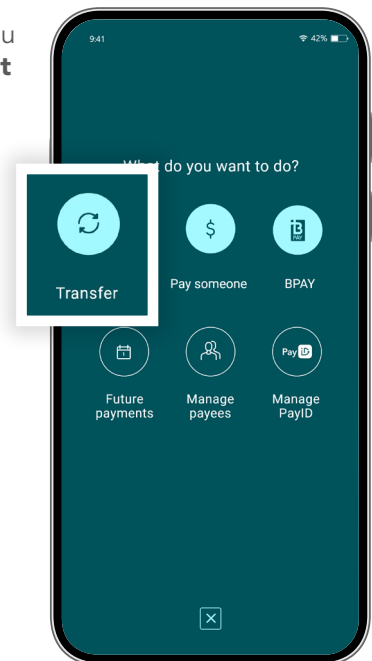 u
t
9:41
42%
What do you want to do?
Transfer
$
Pay someone
B
PAY
BPAY
1
Future
payments
Manage
payees
Pay iD
Manage
PayID